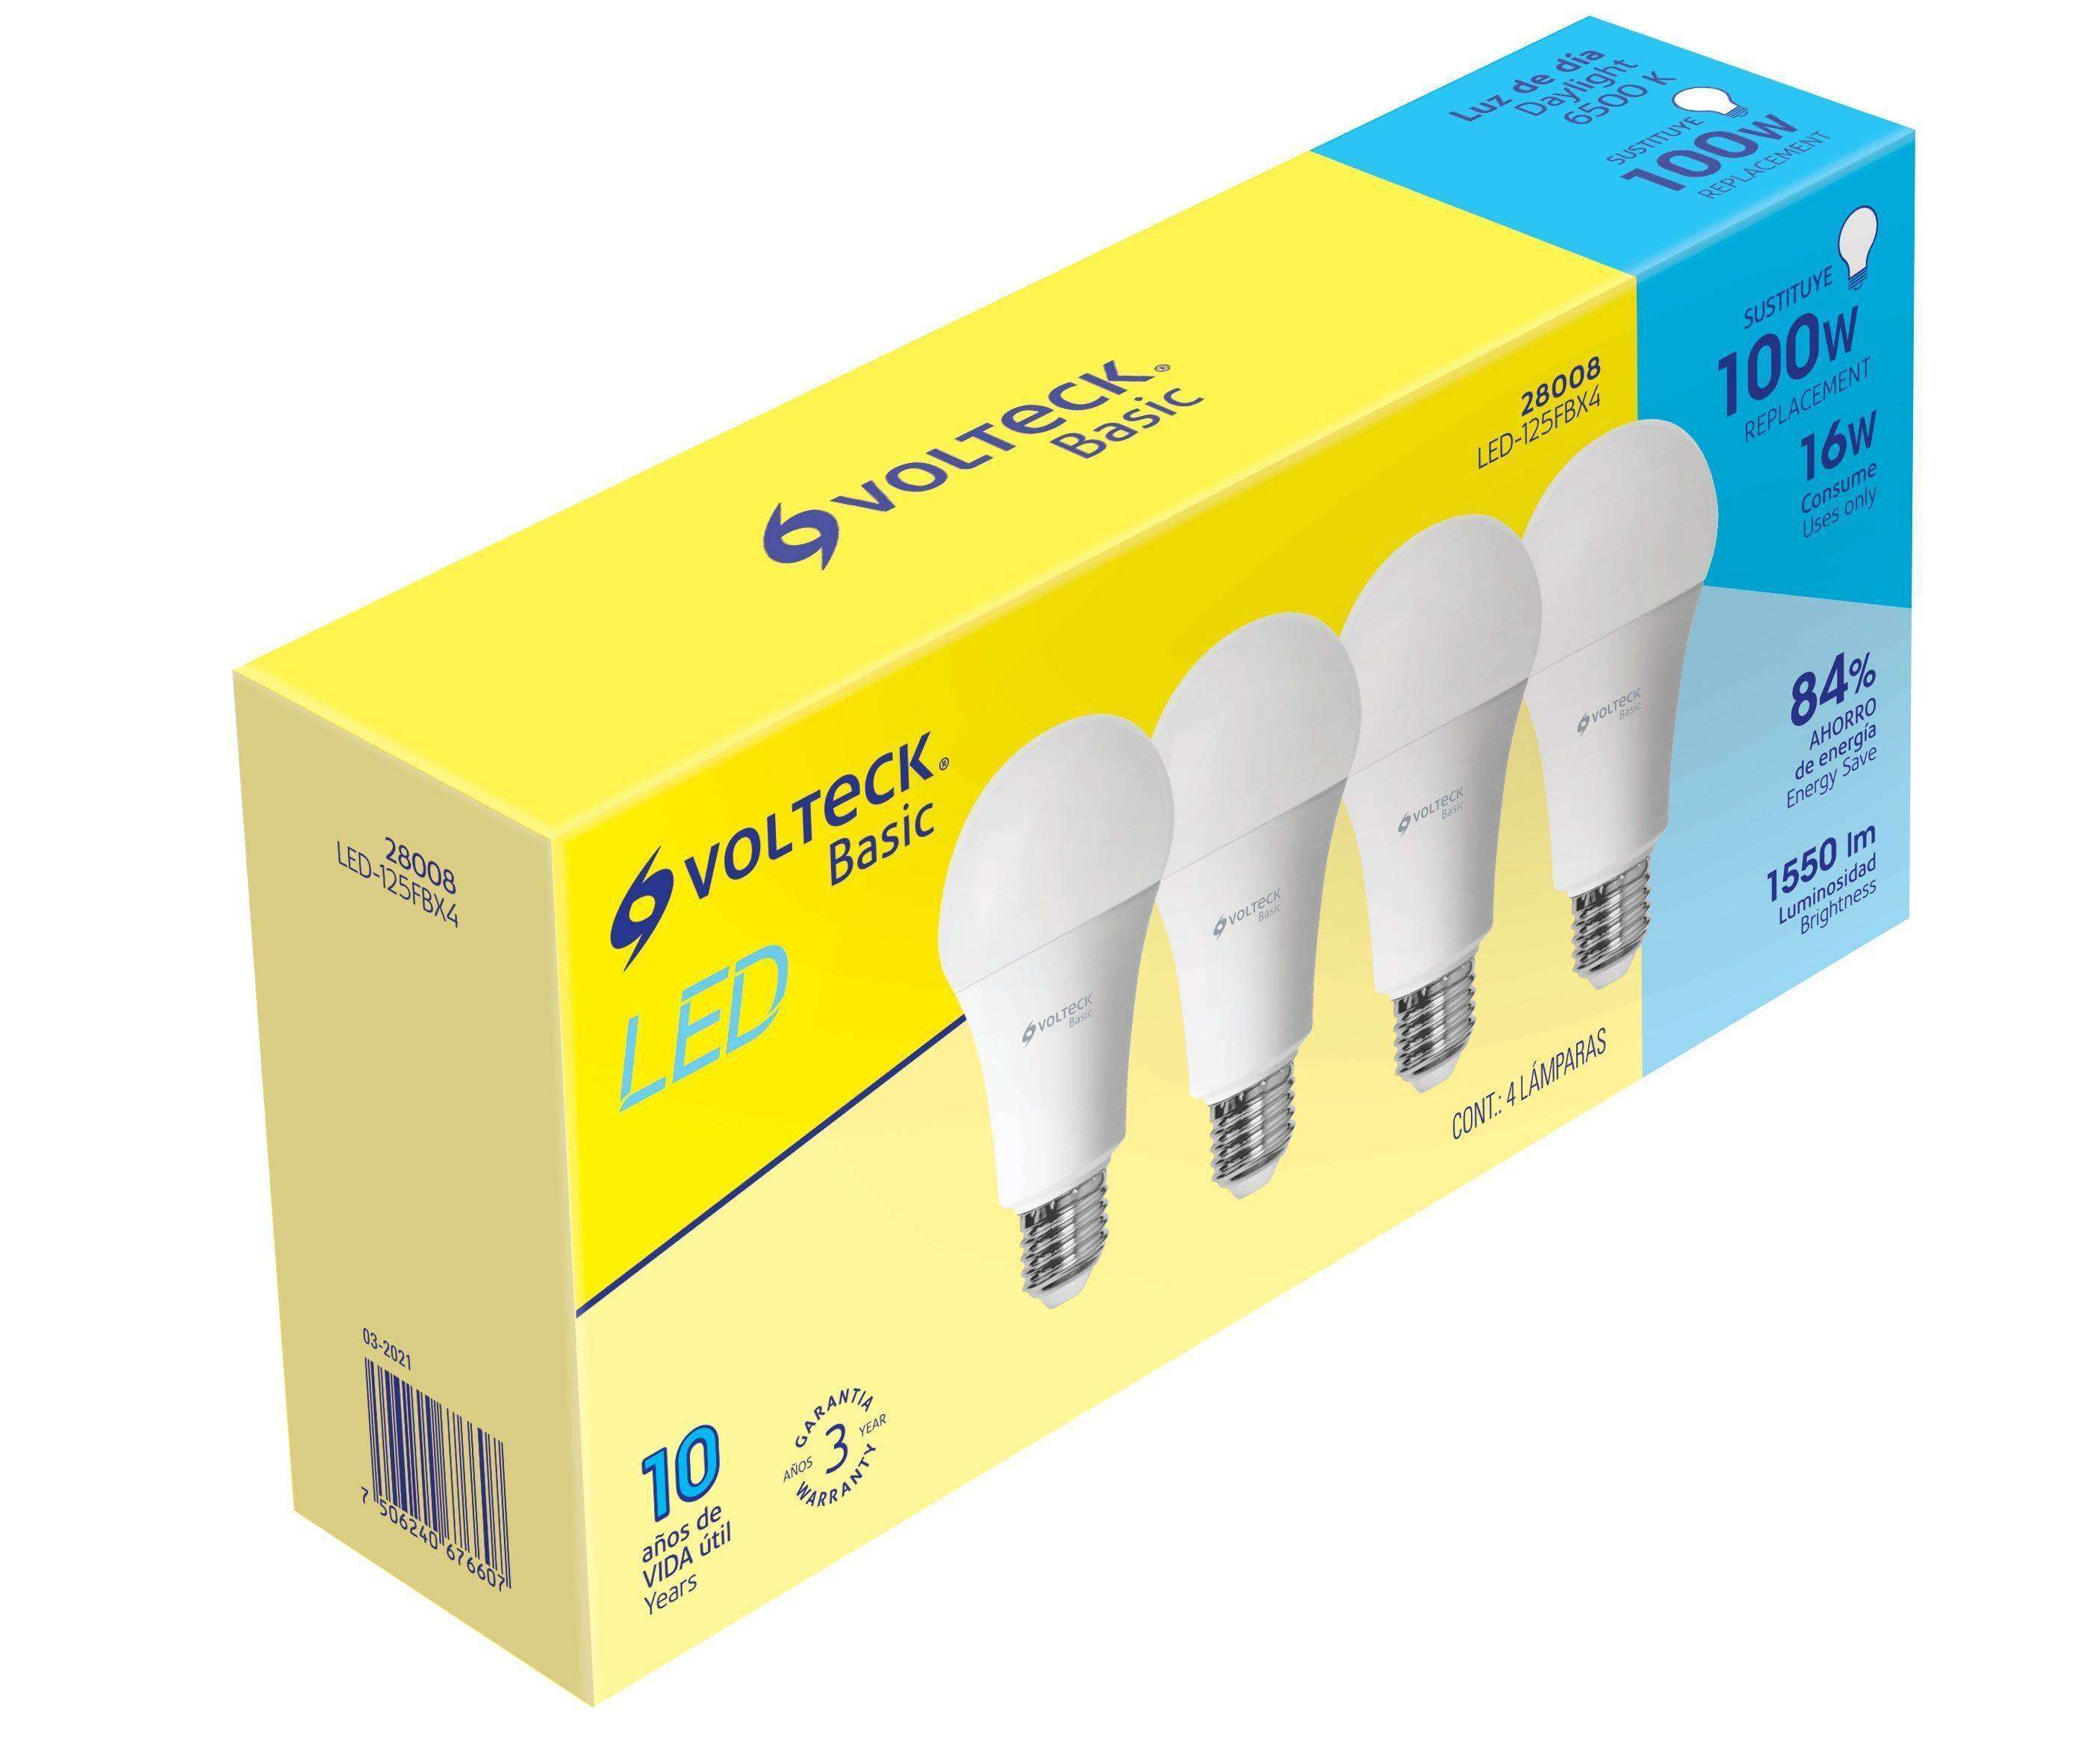 Luz de día
Daylight
6500 K
SUSTITUYE
100W
REPLACEMENT
VOLTECK®
Basic
28008
LED-125FBX4
SUSTITUYE
100W
REPLACEMENT
16W
Consume
Uses only
84%
AHORRO
de energía
Energy Save
1550 lm
Luminosidad
Brightness
VOLTECK®
Basic
LED
VOLTECK
Basic
VOLTECK
Basic
VOLTECK
Basic
VOLTECK
Basic
CONT.: 4 LÁMPARAS
10
años de
VIDA útil
Years
GARANTIA
AÑOS 3 YEAR
WARRANTY
28008
LED-125FBX4
03-2021
7 506240 676607